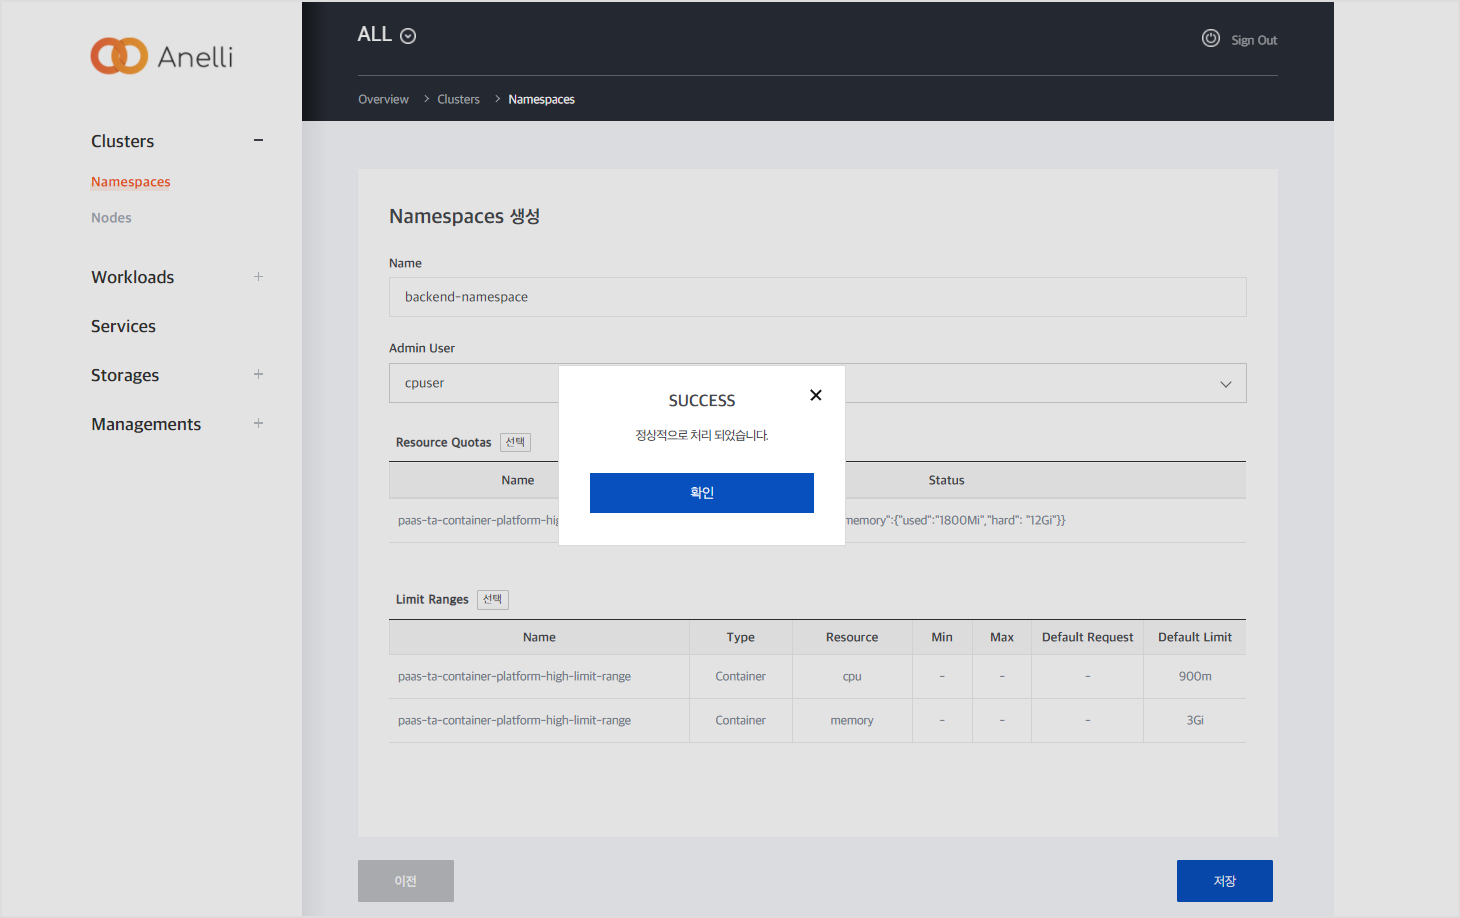 Anelli
ALL
Sign Out
Overview > Clusters > Namespaces
Clusters −
Namespaces
Nodes
Workloads +
Services
Storages +
Managements +
Namespaces 생성
Name
backend-namespace
Admin User
cpuser
SUCCESS
정상적으로 처리 되었습니다.
확인
Resource Quotas 선택
Name Status
paas-ta-container-platform-hig memory":{"used":"1800Mi","hard": "12Gi"}}
Limit Ranges 선택
Name Type Resource Min Max Default Request Default Limit
paas-ta-container-platform-high-limit-range Container cpu - - - 900m
paas-ta-container-platform-high-limit-range Container memory - - - 3Gi
이전 저장